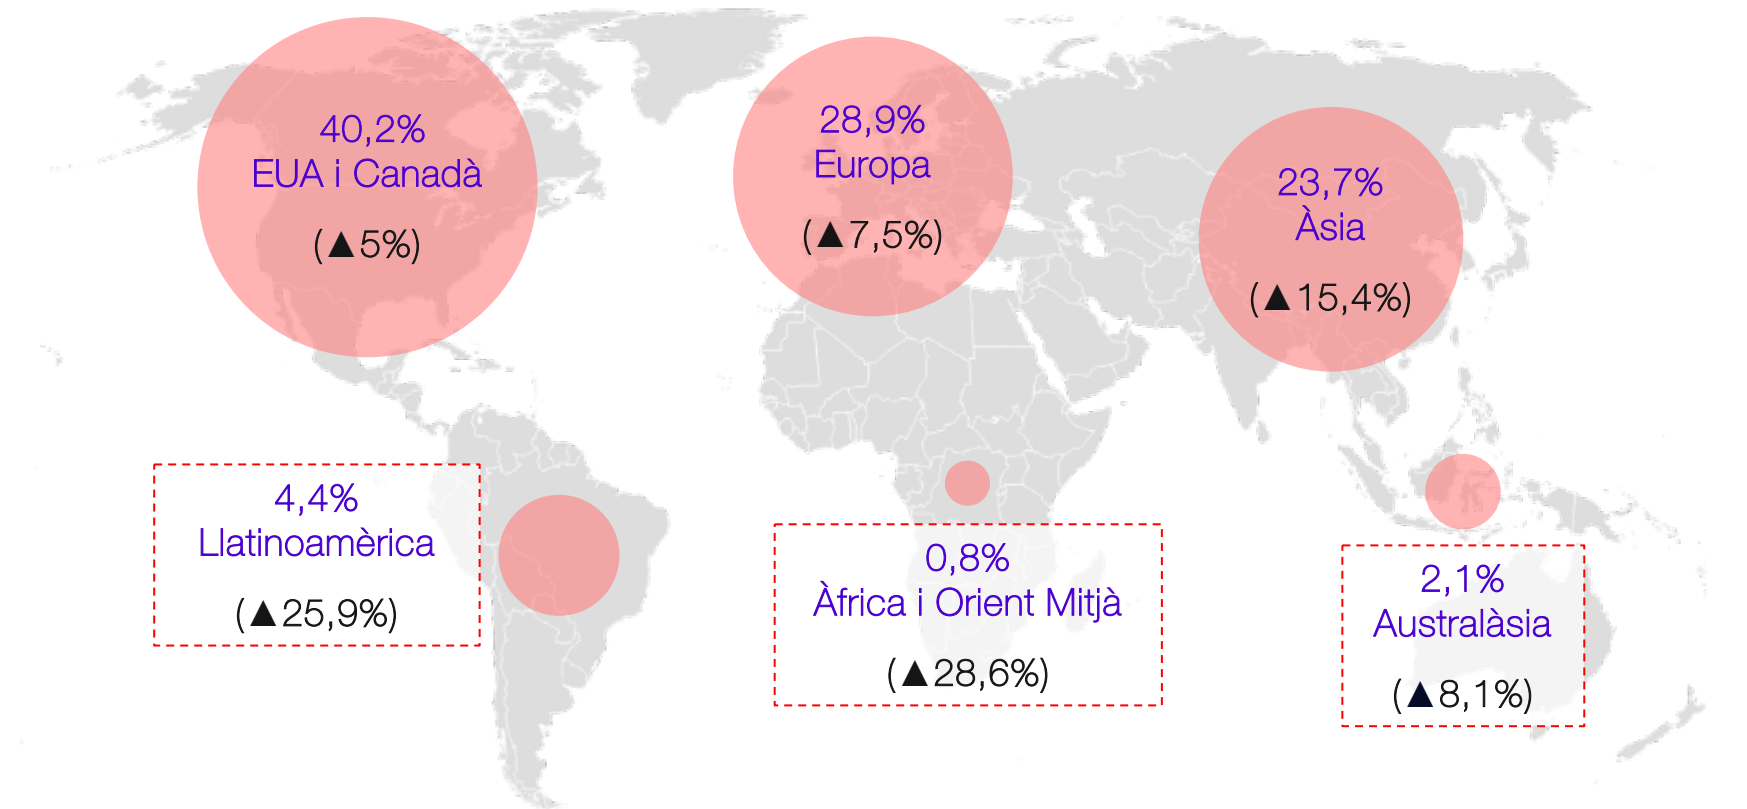 40,2%
EUA i Canadà
(▲5%)
28,9%
Europa
(▲7,5%)
23,7%
Àsia
(▲15,4%)
4,4%
Llatinoamèrica
(▲25,9%)
0,8%
Àfrica i Orient Mitjà
(▲28,6%)
2,1%
Australàsia
(▲8,1%)